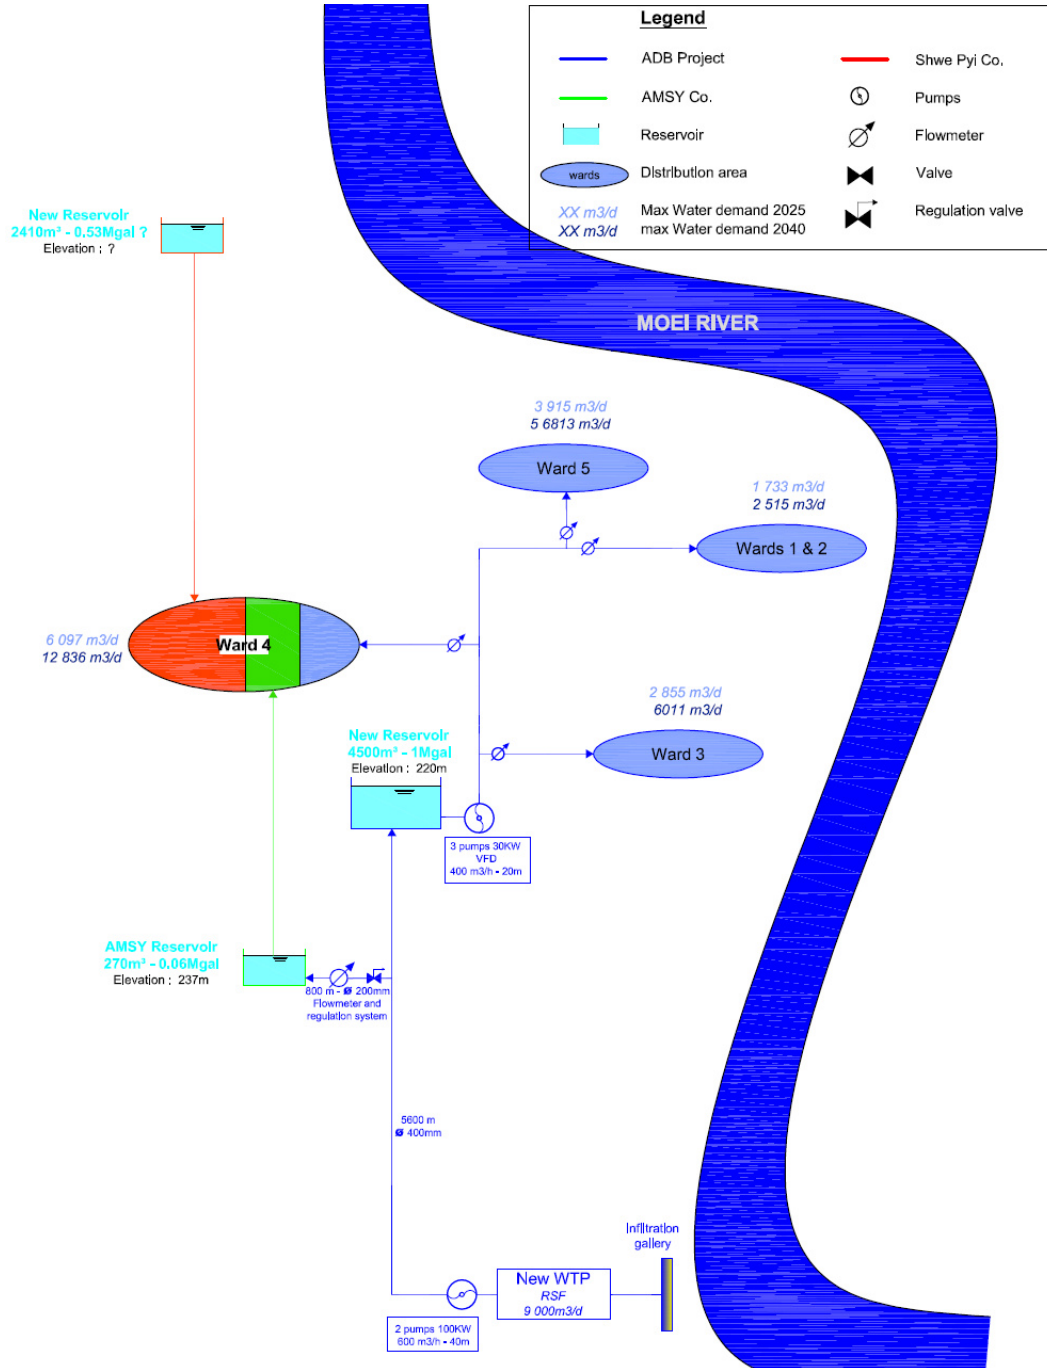 Legend
ADB Project
Shwe Pyi Co.
AMSY Co.
Pumps
Reservoir
Flowmeter
wards
Distribution area
Valve
XX m3/d
Max Water demand 2025
Regulation valve
XX m3/d
max Water demand 2040
New Reservoir
2410m³ - 0.53Mgal ?
Elevation : ?
MOEI RIVER
3 915 m3/d
5 6813 m3/d
Ward 5
1 733 m3/d
2 515 m3/d
Wards 1 & 2
6 097 m3/d
12 836 m3/d
Ward 4
2 855 m3/d
6011 m3/d
Ward 3
New Reservoir
4500m³ - 1Mgal
Elevation : 220m
3 pumps 30KW
VFD
400 m3/h - 20m
AMSY Reservoir
270m³ - 0.06Mgal
Elevation : 237m
800 m - Ø 200mm
Flowmeter and
regulation system
5600 m
Ø 400mm
Infiltration
gallery
New WTP
RSF
9 000m3/d
2 pumps 100KW
600 m3/h - 40m